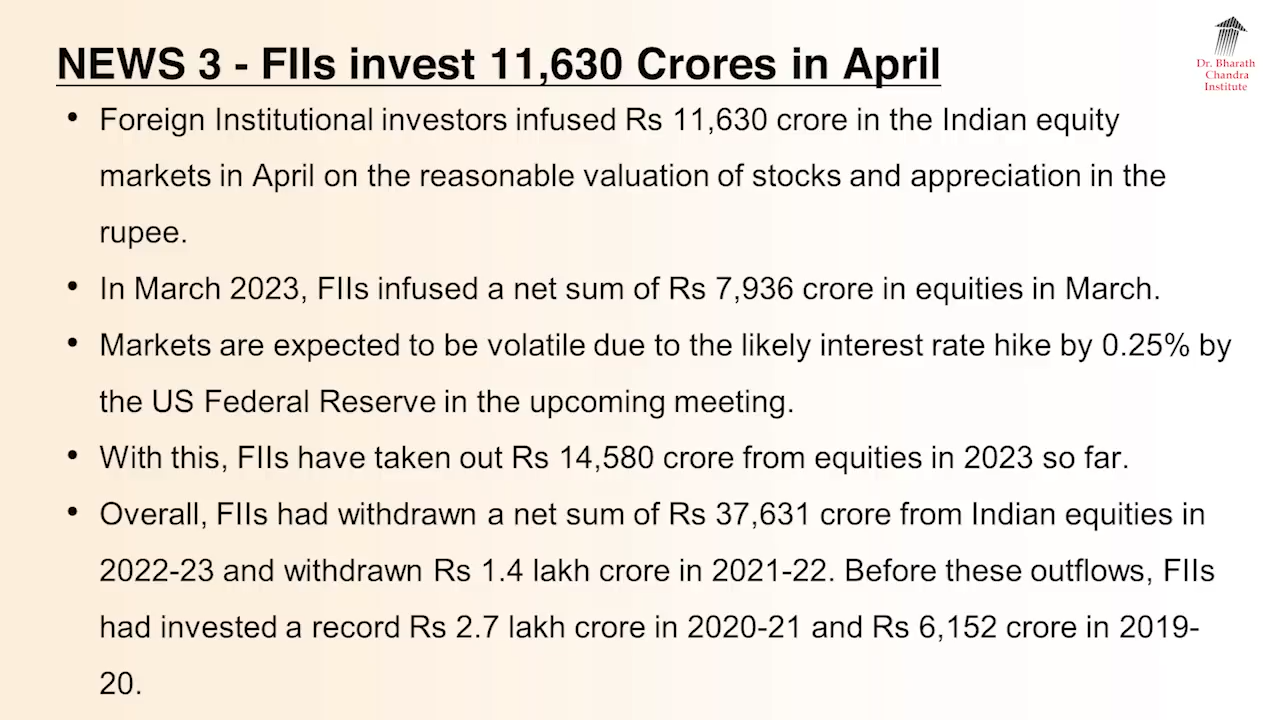 NEWS 3 - FIIs invest 11,630 Crores in April
Dr. Bharath
Chandra
Institute
• Foreign Institutional investors infused Rs 11,630 crore in the Indian equity
markets in April on the reasonable valuation of stocks and appreciation in the
rupee.
• In March 2023, FIIs infused a net sum of Rs 7,936 crore in equities in March.
• Markets are expected to be volatile due to the likely interest rate hike by 0.25% by
the US Federal Reserve in the upcoming meeting.
• With this, FIIs have taken out Rs 14,580 crore from equities in 2023 so far.
• Overall, FIIs had withdrawn a net sum of Rs 37,631 crore from Indian equities in
2022-23 and withdrawn Rs 1.4 lakh crore in 2021-22. Before these outflows, FIIs
had invested a record Rs 2.7 lakh crore in 2020-21 and Rs 6,152 crore in 2019-
20.